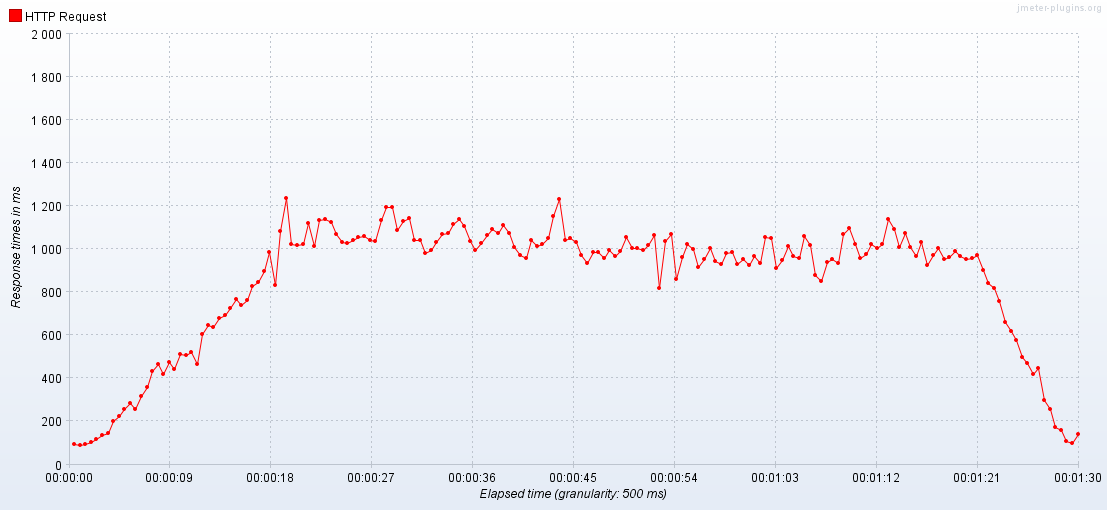 jmeter-plugins.org
HTTP Request
2 000
1 800
1 600
1 400
1 200
1 000
800
600
400
200
0
Response times in ms
00:00:00 00:00:09 00:00:18 00:00:27 00:00:36 00:00:45 00:00:54 00:01:03 00:01:12 00:01:21 00:01:30
Elapsed time (granularity: 500 ms)